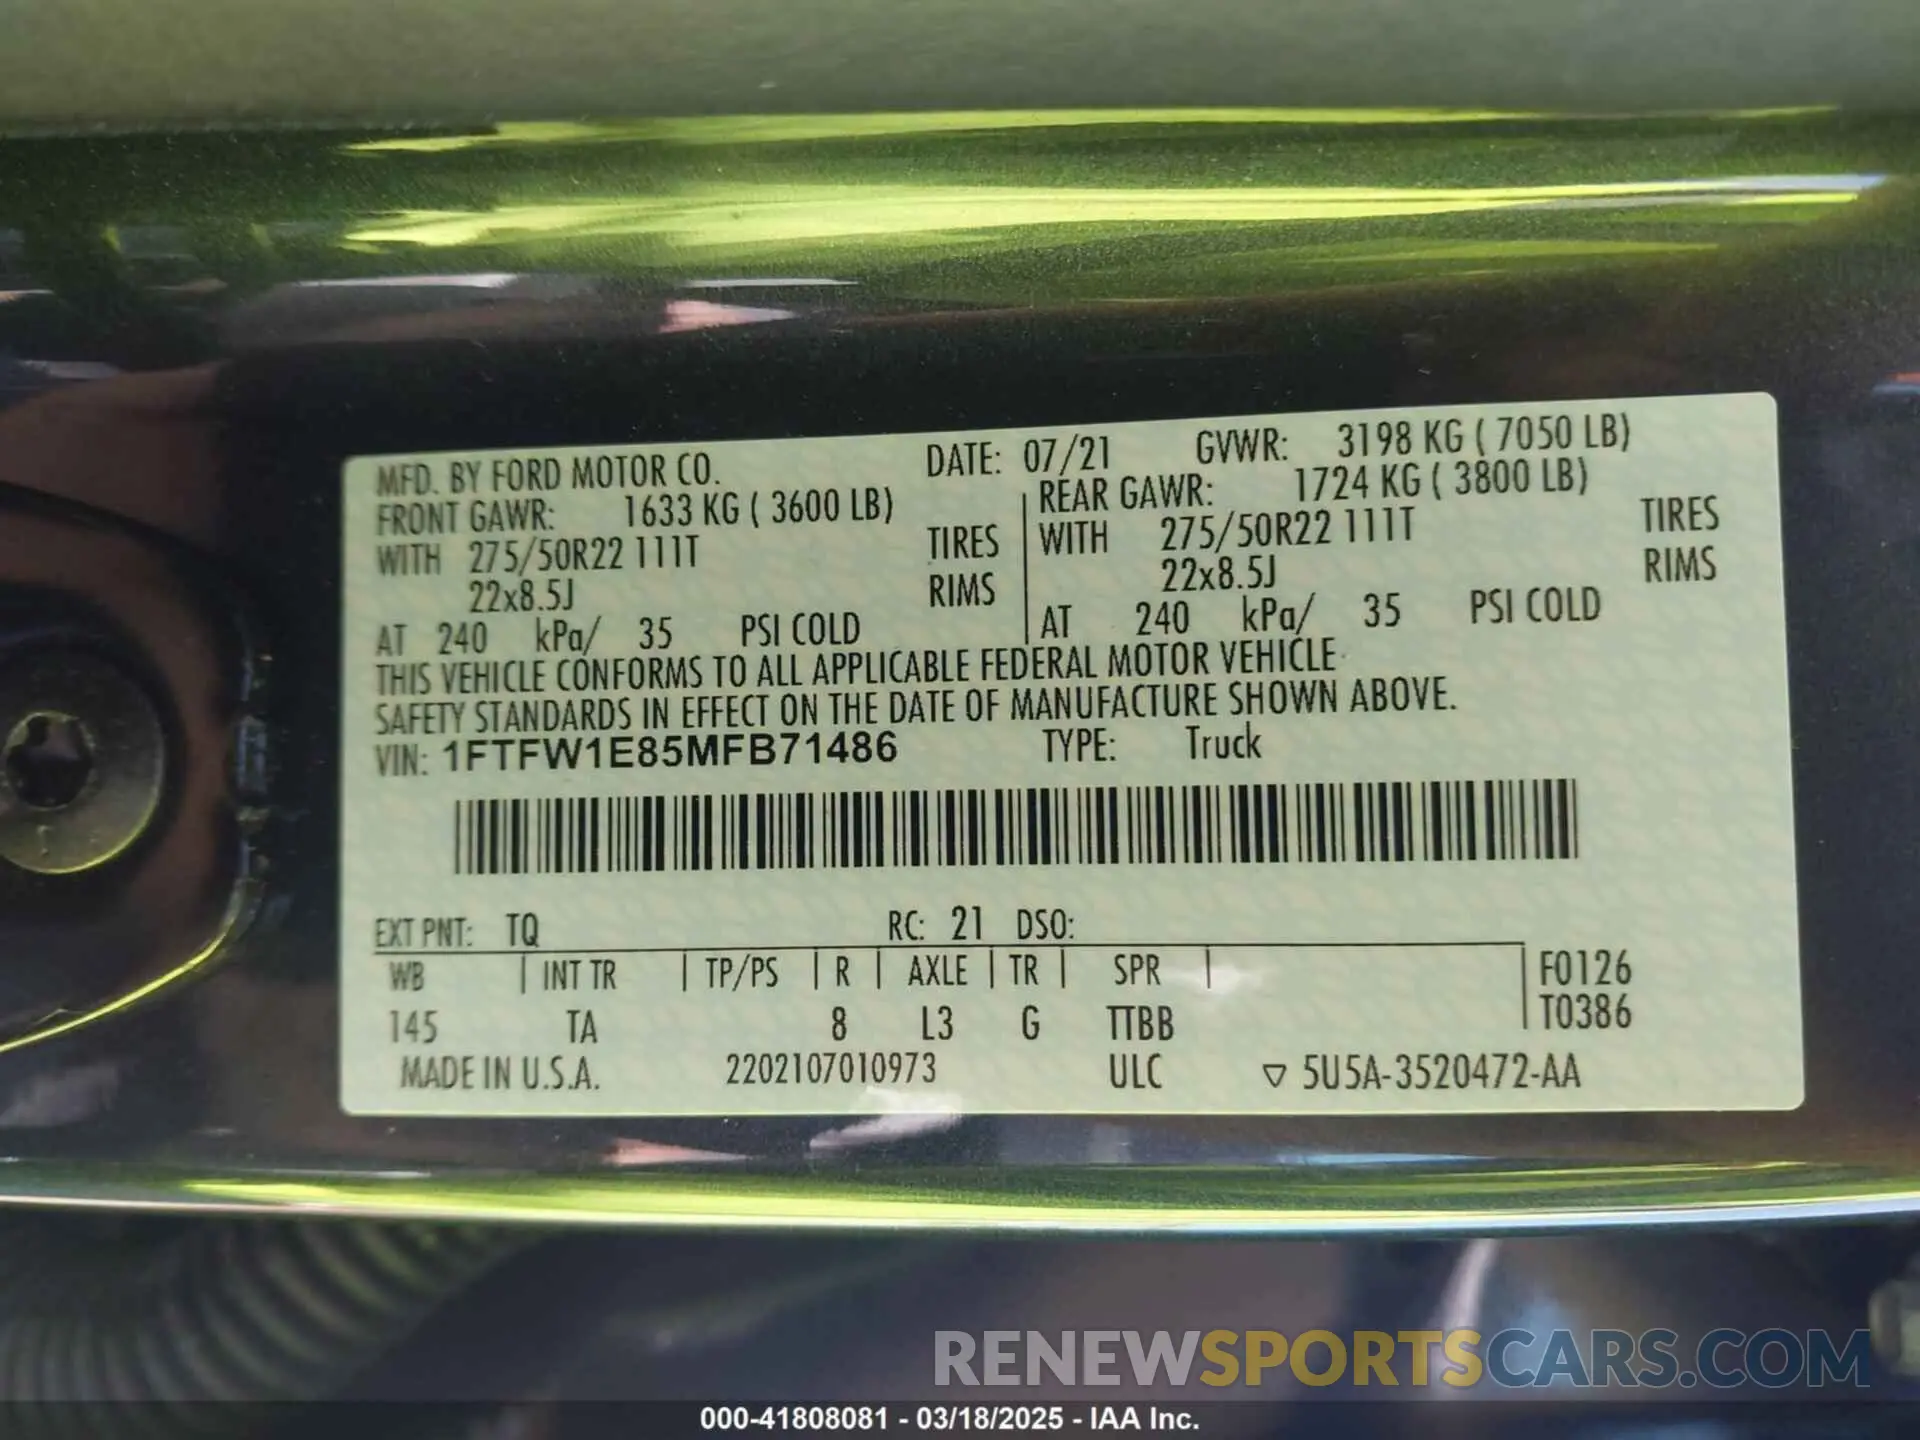 MFD. BY FORD MOTOR CO. DATE: 07/21 GVWR: 3198 KG ( 7050 LB)
FRONT GAWR: 1633 KG ( 3600 LB) REAR GAWR: 1724 KG ( 3800 LB)
WITH 275/50R22 111T TIRES WITH 275/50R22 111T TIRES
22x8.5J RIMS 22x8.5J RIMS
AT 240 kPa/ 35 PSI COLD AT 240 kPa/ 35 PSI COLD
THIS VEHICLE CONFORMS TO ALL APPLICABLE FEDERAL MOTOR VEHICLE
SAFETY STANDARDS IN EFFECT ON THE DATE OF MANUFACTURE SHOWN ABOVE.
VIN: 1FTFW1E85MFB71486 TYPE: Truck
EXT PNT: TQ RC: 21 DSO:
WB | INT TR | TP/PS | R | AXLE | TR | SPR | F0126
T0386
145 TA 8 L3 G TTBB
MADE IN U.S.A. 2202107010973 ULC ▽ 5U5A-3520472-AA
RENEWSPORTSCARS.COM
000-41808081 - 03/18/2025 - IAA Inc.